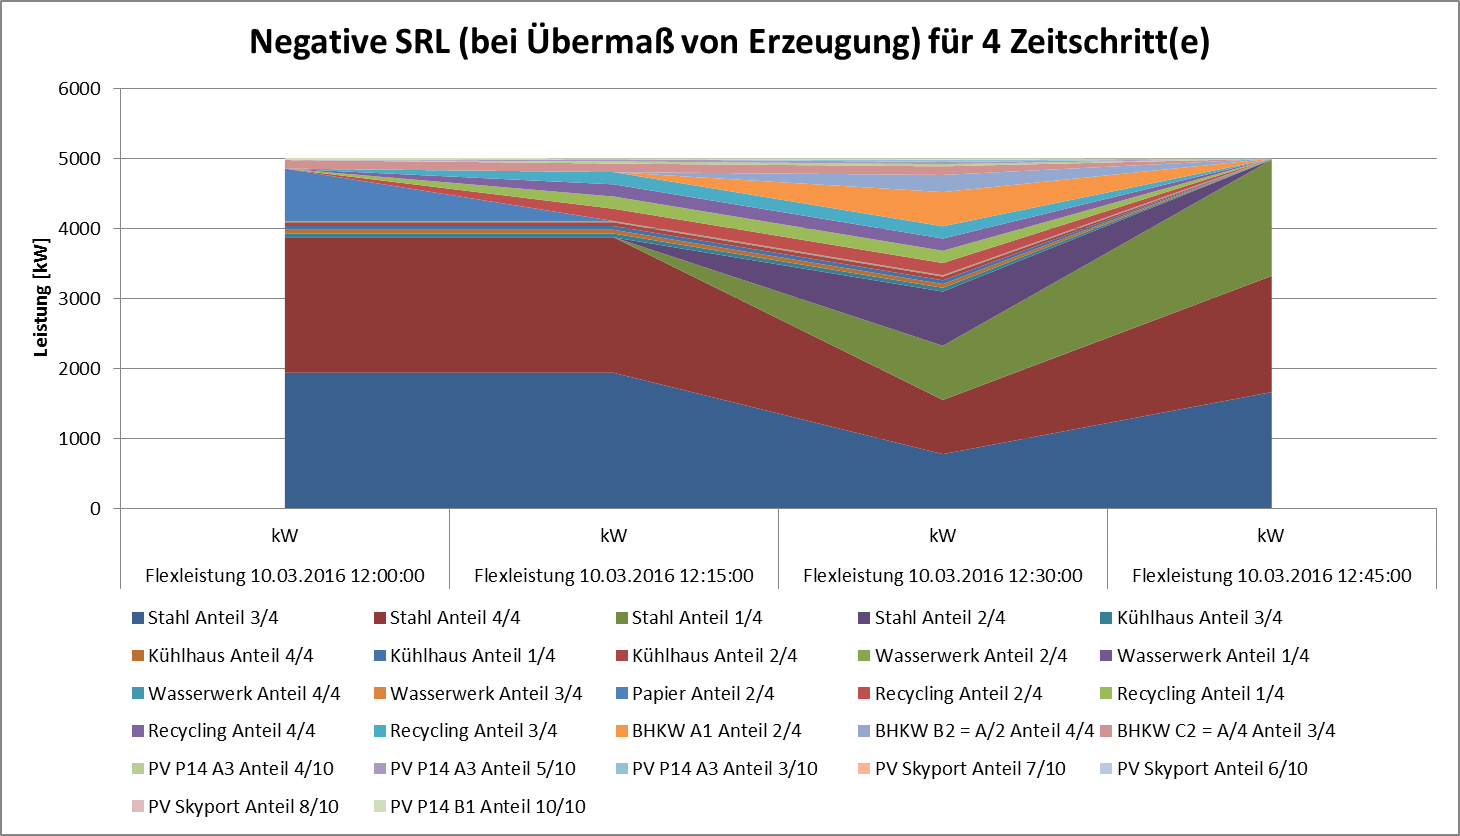 Negative SRL (bei Übermaß von Erzeugung) für 4 Zeitschritt(e)
Leistung [kW]
6000
5000
4000
3000
2000
1000
0
kW kW kW kW
Flexleistung 10.03.2016 12:00:00 Flexleistung 10.03.2016 12:15:00 Flexleistung 10.03.2016 12:30:00 Flexleistung 10.03.2016 12:45:00
Stahl Anteil 3/4 Stahl Anteil 4/4 Stahl Anteil 1/4 Stahl Anteil 2/4 Kühlhaus Anteil 3/4
Kühlhaus Anteil 4/4 Kühlhaus Anteil 1/4 Kühlhaus Anteil 2/4 Wasserwerk Anteil 2/4 Wasserwerk Anteil 1/4
Wasserwerk Anteil 4/4 Wasserwerk Anteil 3/4 Papier Anteil 2/4 Recycling Anteil 2/4 Recycling Anteil 1/4
Recycling Anteil 4/4 Recycling Anteil 3/4 BHKW A1 Anteil 2/4 BHKW B2 = A/2 Anteil 4/4 BHKW C2 = A/4 Anteil 3/4
PV P14 A3 Anteil 4/10 PV P14 A3 Anteil 5/10 PV P14 A3 Anteil 3/10 PV Skyport Anteil 7/10 PV Skyport Anteil 6/10
PV Skyport Anteil 8/10 PV P14 B1 Anteil 10/10